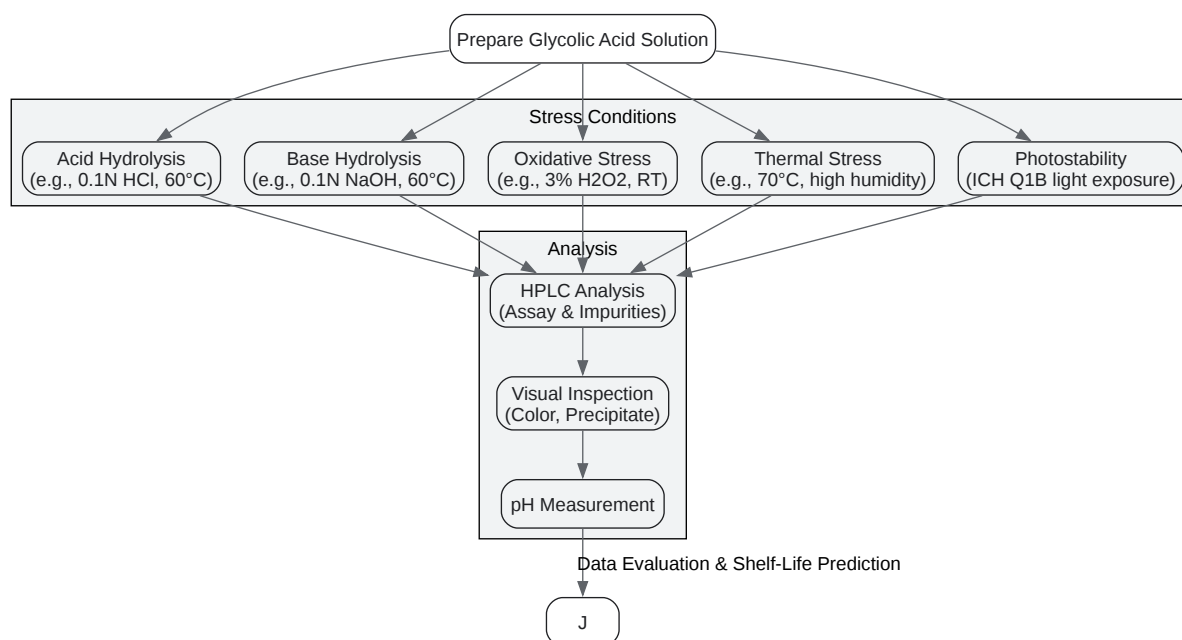 Prepare Glycolic Acid Solution
Stress Conditions
Acid Hydrolysis
(e.g., 0.1N HCl, 60°C)
Base Hydrolysis
(e.g., 0.1N NaOH, 60°C)
Oxidative Stress
(e.g., 3% H2O2, RT)
Thermal Stress
(e.g., 70°C, high humidity)
Photostability
(ICH Q1B light exposure)
Analysis
HPLC Analysis
(Assay & Impurities)
Visual Inspection
(Color, Precipitate)
pH Measurement
Data Evaluation & Shelf-Life Prediction
J